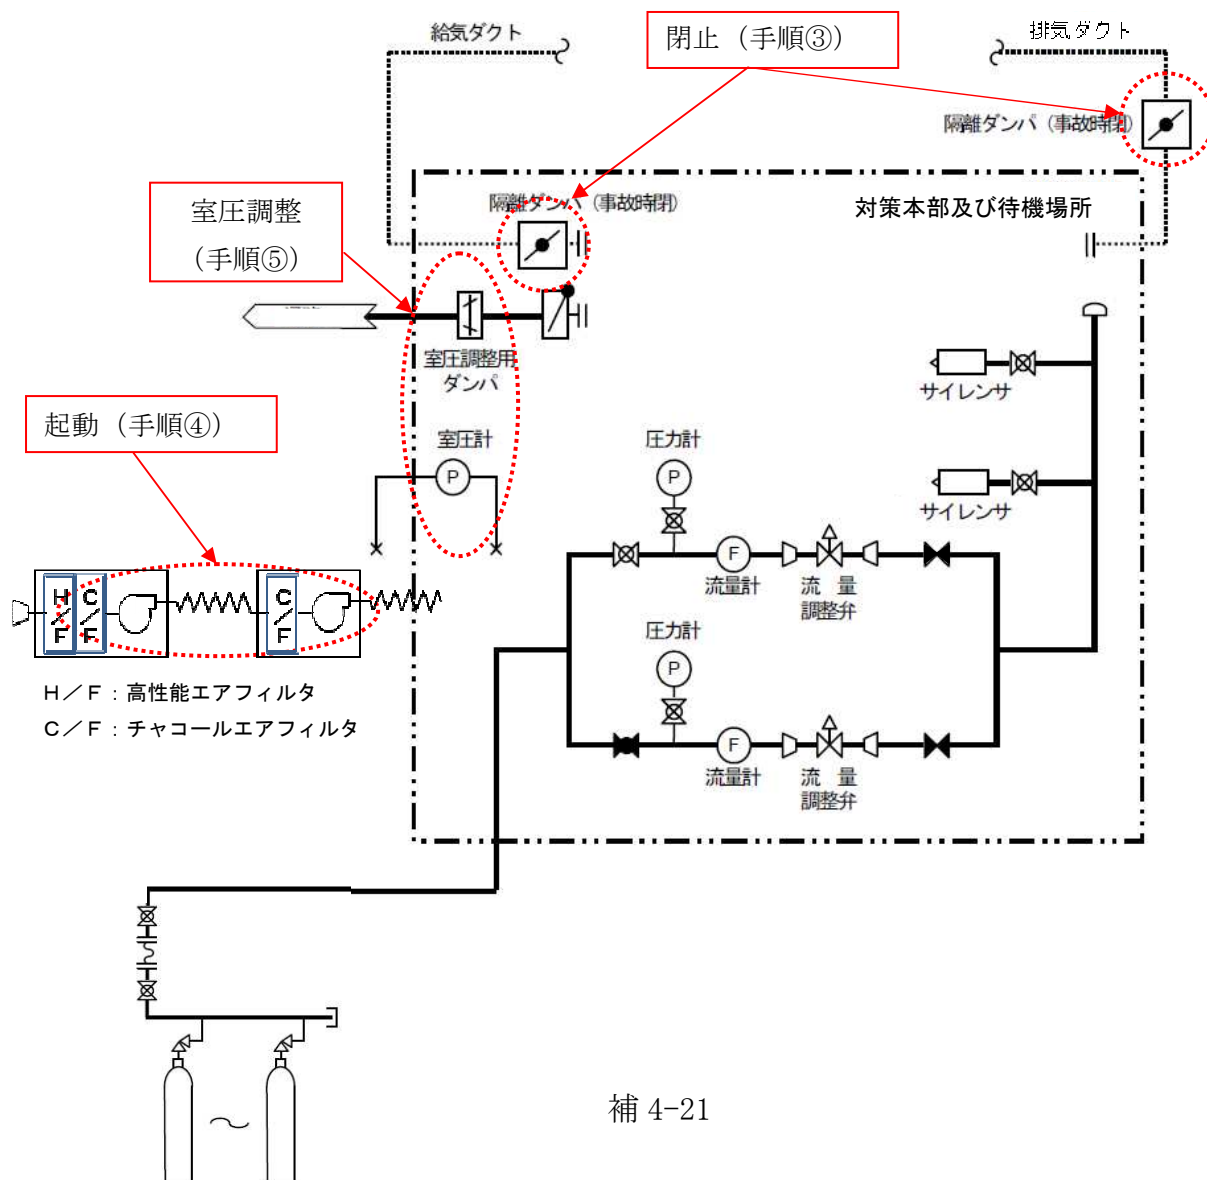 給気ダクト
閉止（手順③）
排気ダクト
隔離ダンパ（事故時閉）
室圧調整
（手順⑤）
隔離ダンパ（事故時閉）
対策本部及び待機場所
室圧調整用
ダンパ
サイレンサ
起動（手順④）
室圧計
P
圧力計
P
サイレンサ
F
流量計
流　量
調整弁
H/F
C/F
C/F
圧力計
P
H／F：高性能エアフィルタ
C／F：チャコールエアフィルタ
F
流量計
流　量
調整弁
補 4-21